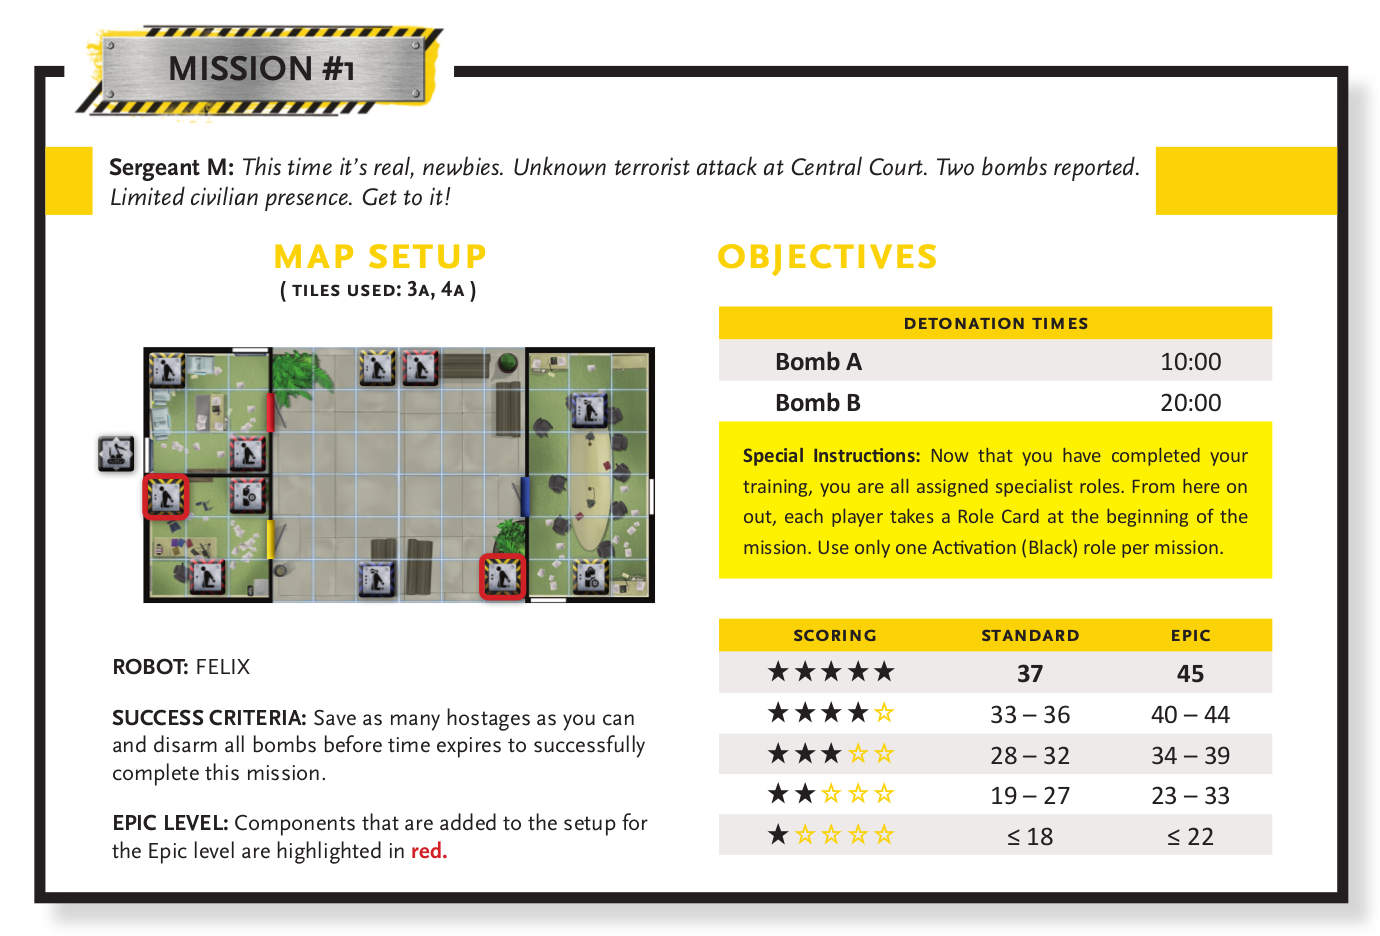 MISSION #1
Sergeant M: This time it's real, newbies. Unknown terrorist attack at Central Court. Two bombs reported.
Limited civilian presence. Get to it!
MAP SETUP
( TILES USED: 3A, 4A )
ROBOT: FELIX
SUCCESS CRITERIA: Save as many hostages as you can
and disarm all bombs before time expires to successfully
complete this mission.
EPIC LEVEL: Components that are added to the setup for
the Epic level are highlighted in red.
OBJECTIVES
DETONATION TIMES
Bomb A 10:00
Bomb B 20:00
Special Instructions: Now that you have completed your
training, you are all assigned specialist roles. From here on
out, each player takes a Role Card at the beginning of the
mission. Use only one Activation (Black) role per mission.
SCORING STANDARD EPIC
★★★★★ 37 45
★★★★☆ 33 – 36 40 – 44
★★★☆☆ 28 – 32 34 – 39
★★☆☆☆ 19 – 27 23 – 33
★☆☆☆☆ ≤ 18 ≤ 22